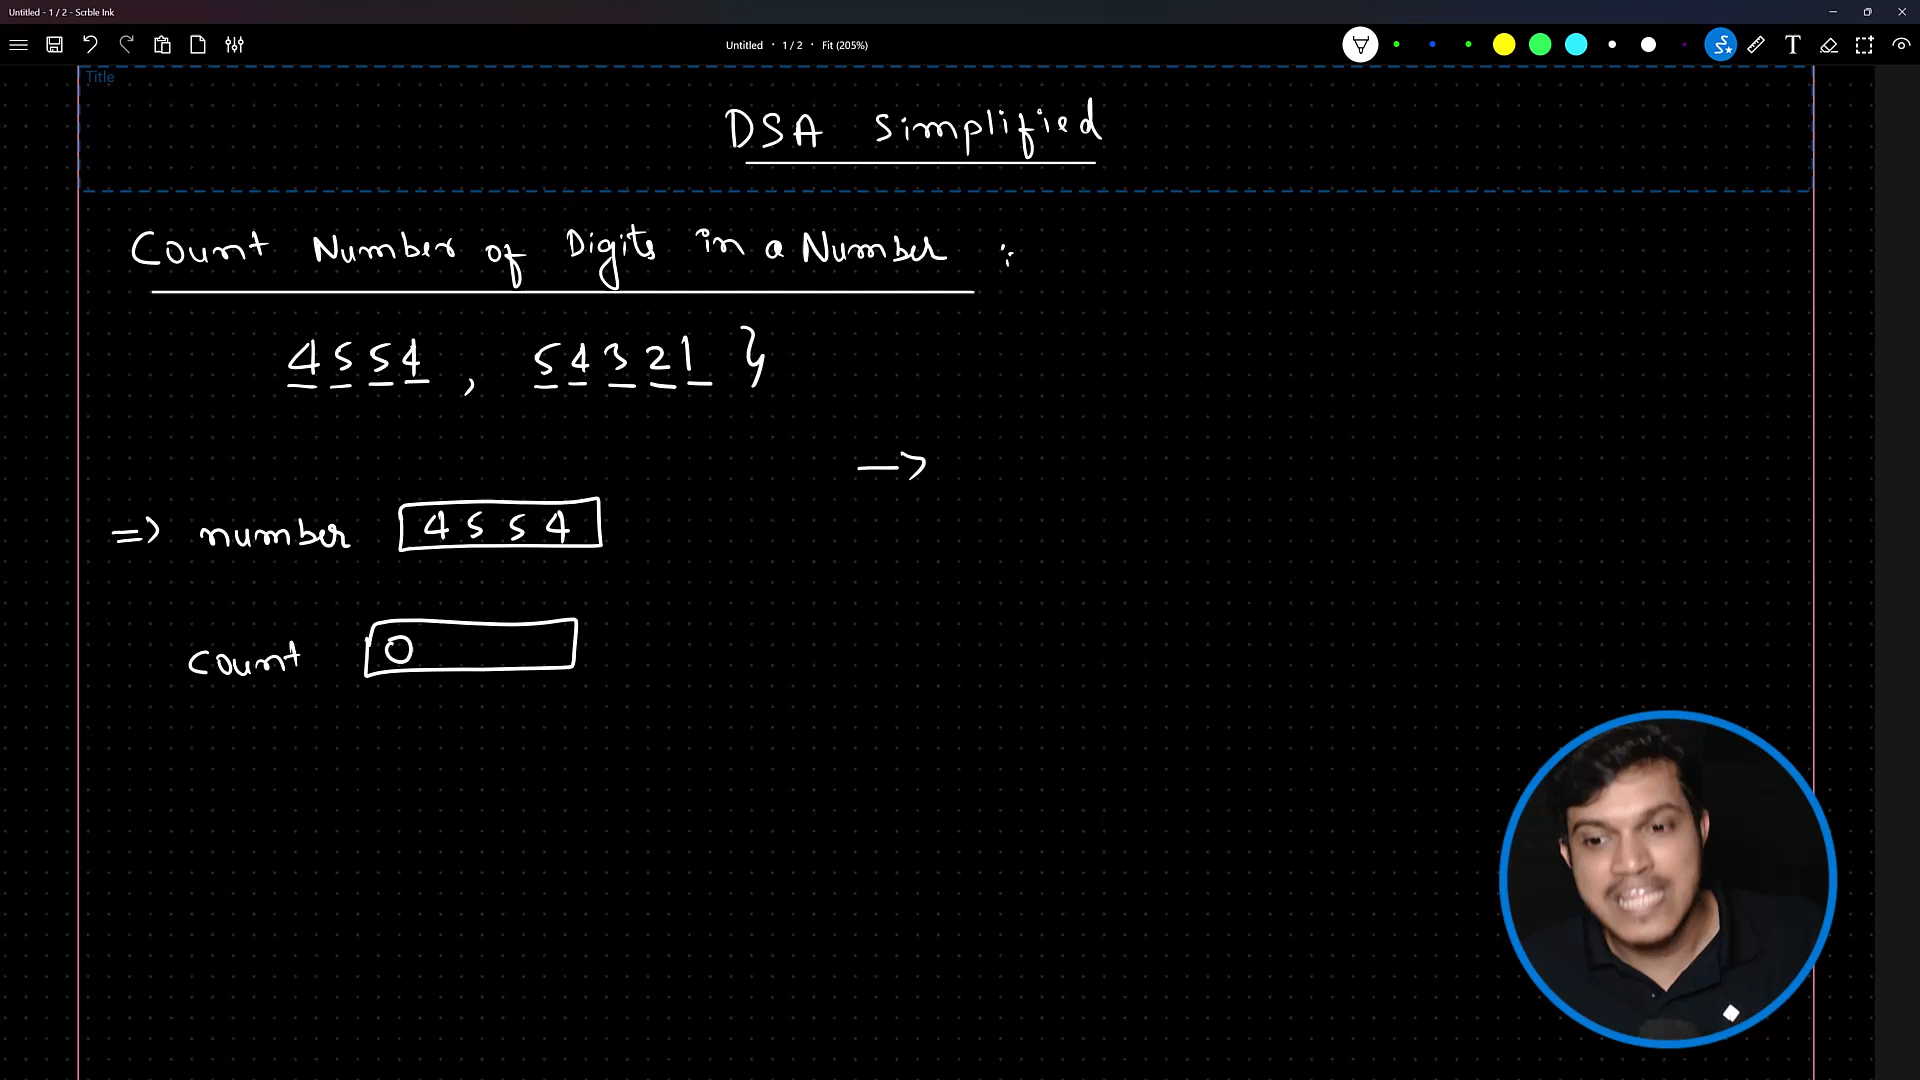 Untitled - 1 / 2 - Scrble Ink
Untitled · 1 / 2 · Fit (205%)
T
Title
DSA Simplified
Count Number of Digits in a Number :
4554 , 54321 }
→
=> number 4554
count 0